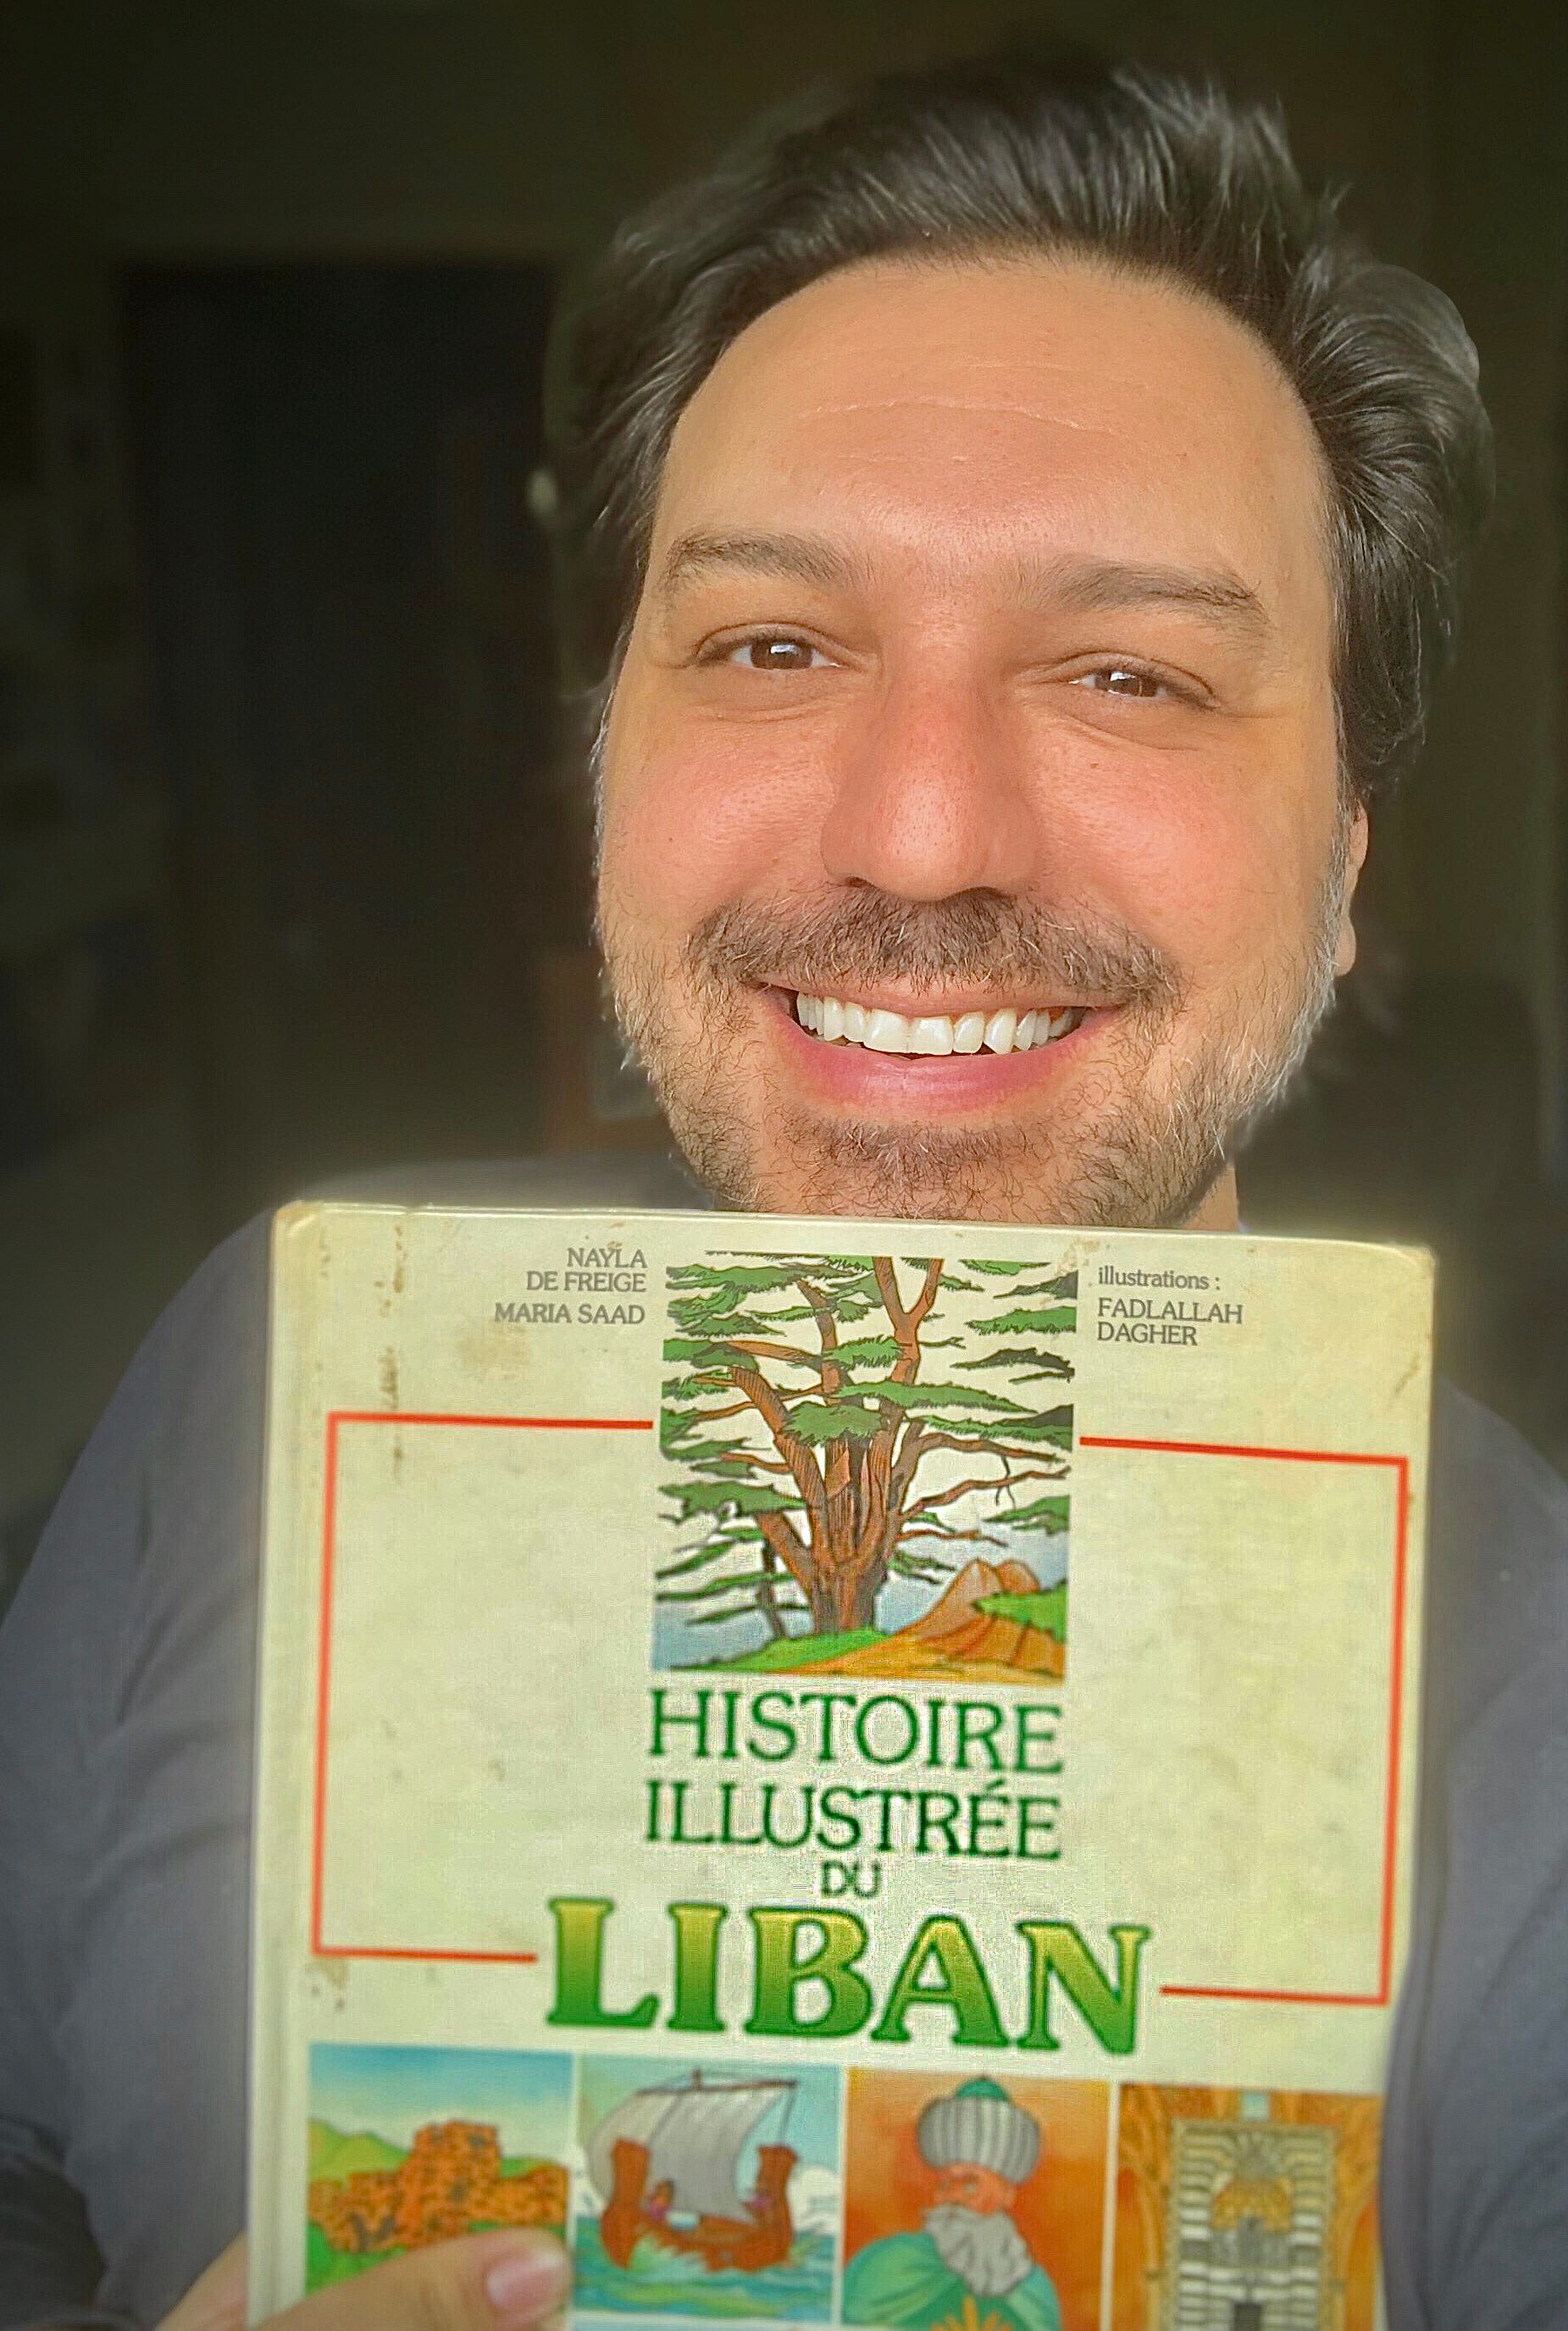 NAYLA
DE FREIGE
MARIA SAAD
illustrations :
FADLALLAH
DAGHER
HISTOIRE
ILLUSTRÉE
DU
LIBAN